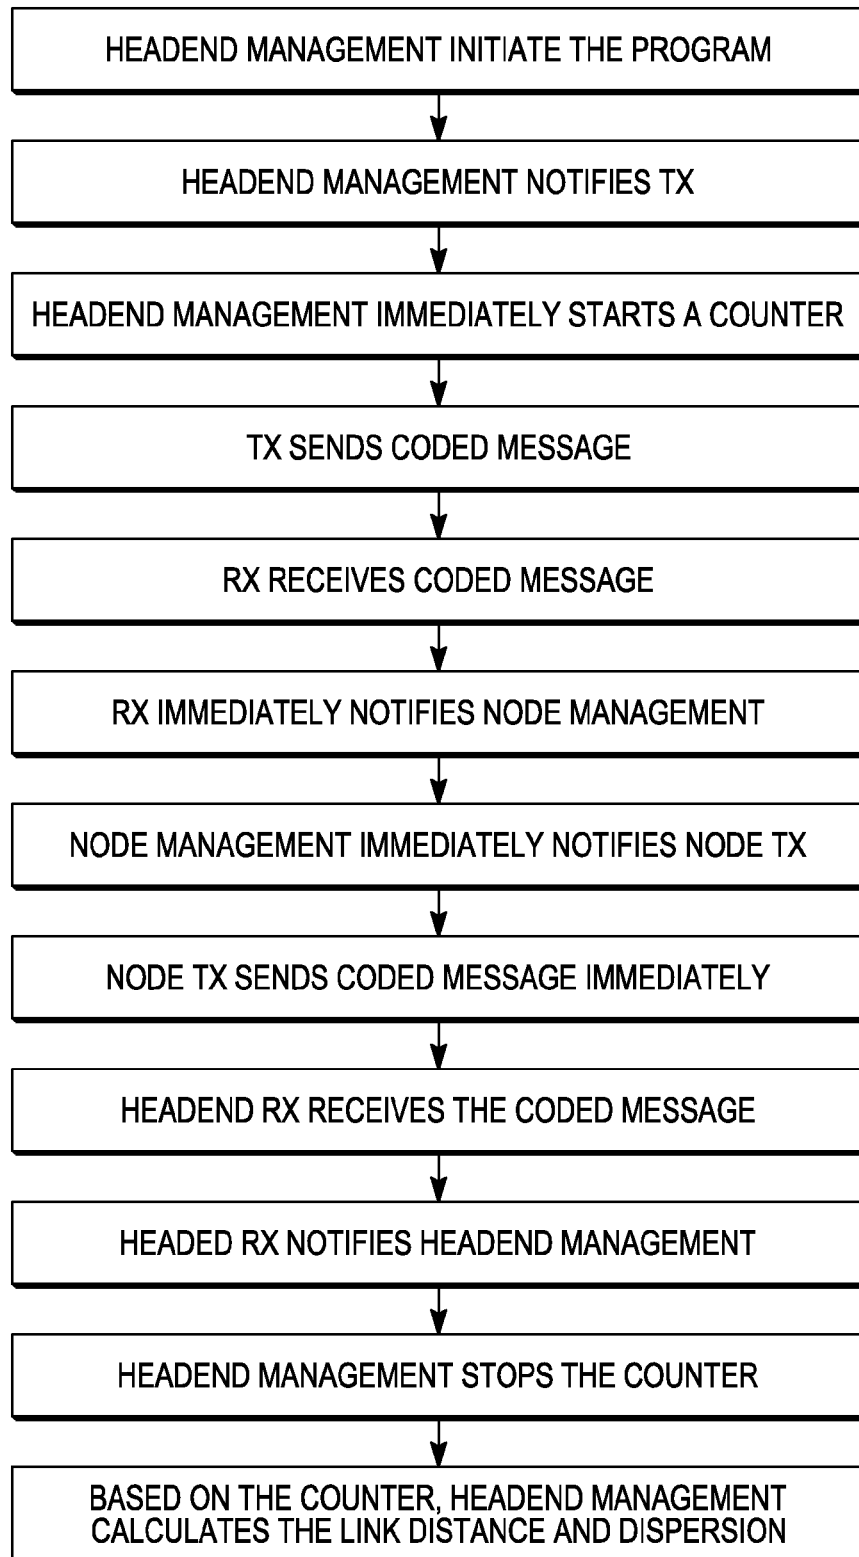 HEADEND MANAGEMENT INITIATE THE PROGRAM
HEADEND MANAGEMENT NOTIFIES TX
HEADEND MANAGEMENT IMMEDIATELY STARTS A COUNTER
TX SENDS CODED MESSAGE
RX RECEIVES CODED MESSAGE
RX IMMEDIATELY NOTIFIES NODE MANAGEMENT
NODE MANAGEMENT IMMEDIATELY NOTIFIES NODE TX
NODE TX SENDS CODED MESSAGE IMMEDIATELY
HEADEND RX RECEIVES THE CODED MESSAGE
HEADED RX NOTIFIES HEADEND MANAGEMENT
HEADEND MANAGEMENT STOPS THE COUNTER
BASED ON THE COUNTER, HEADEND MANAGEMENT
CALCULATES THE LINK DISTANCE AND DISPERSION